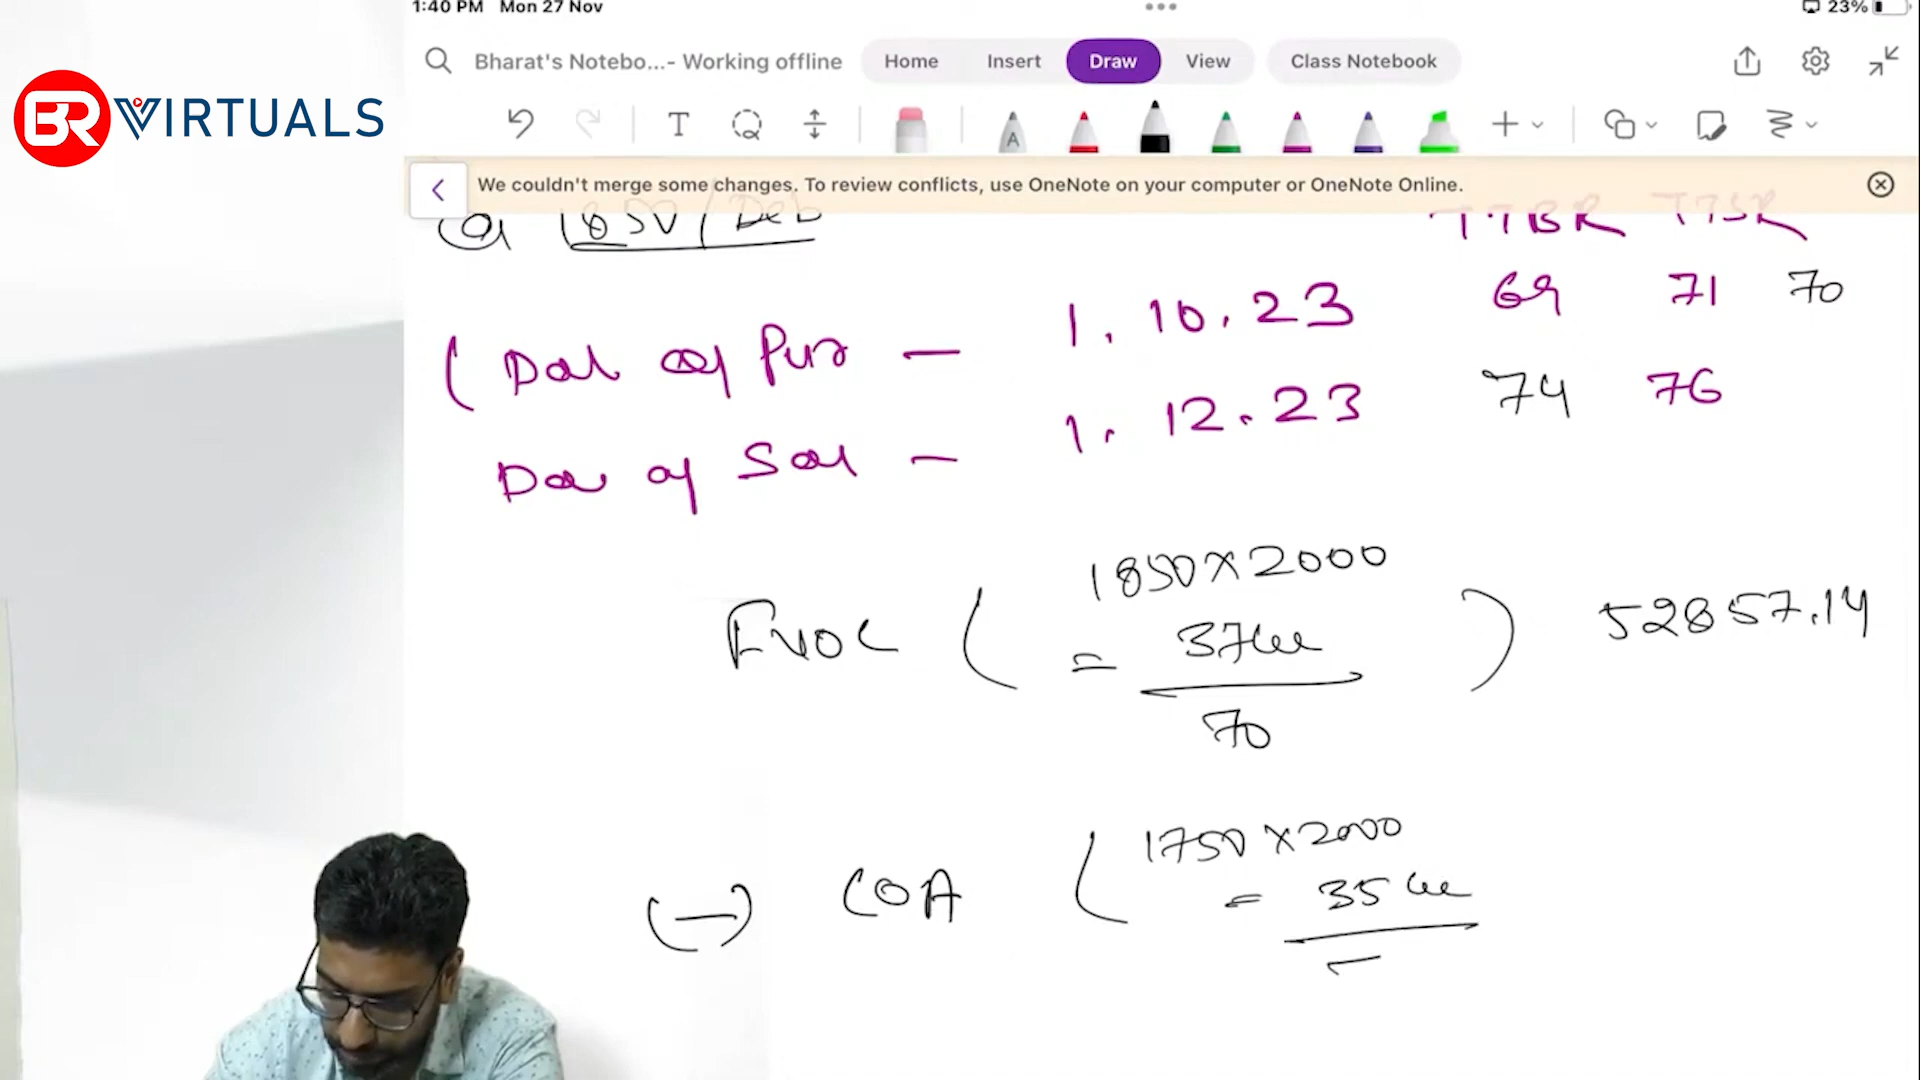 1:40 PM Mon 27 Nov
23%
BR VIRTUALS
Bharat's Notebo...- Working offline
Home
Insert
Draw
View
Class Notebook
T
A
We couldn't merge some changes. To review conflicts, use OneNote on your computer or OneNote Online.
@ 1850/Deb
TTBR TTSR
( Dat of Pur - 1.10.23 69 71 70
Dat of Sal - 1.12.23 74 76
1850 x 2000
FVOC ( = 37 ) 52857.14
70
1750 x 2000
(-) COA ( = 35